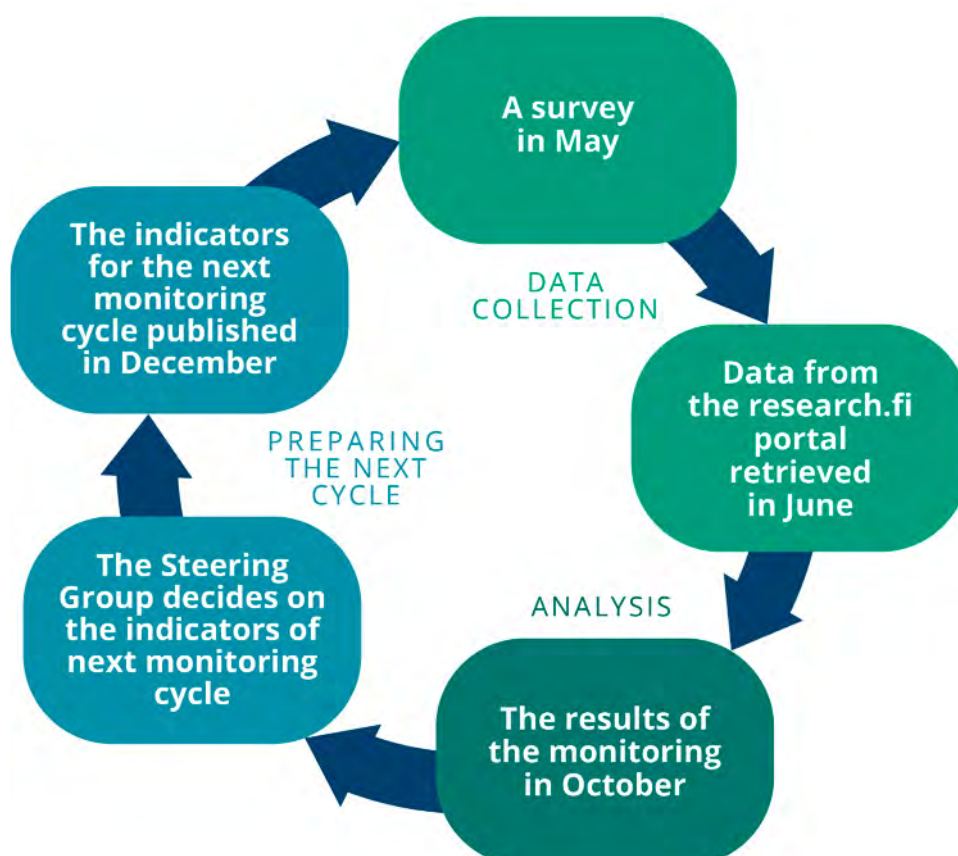 A survey
in May
DATA
COLLECTION
Data from
the research.fi
portal
retrieved
in June
ANALYSIS
The results of
the monitoring
in October
The Steering
Group decides on
the indicators of
next monitoring
cycle
PREPARING
THE NEXT
CYCLE
The indicators
for the next
monitoring
cycle published
in December